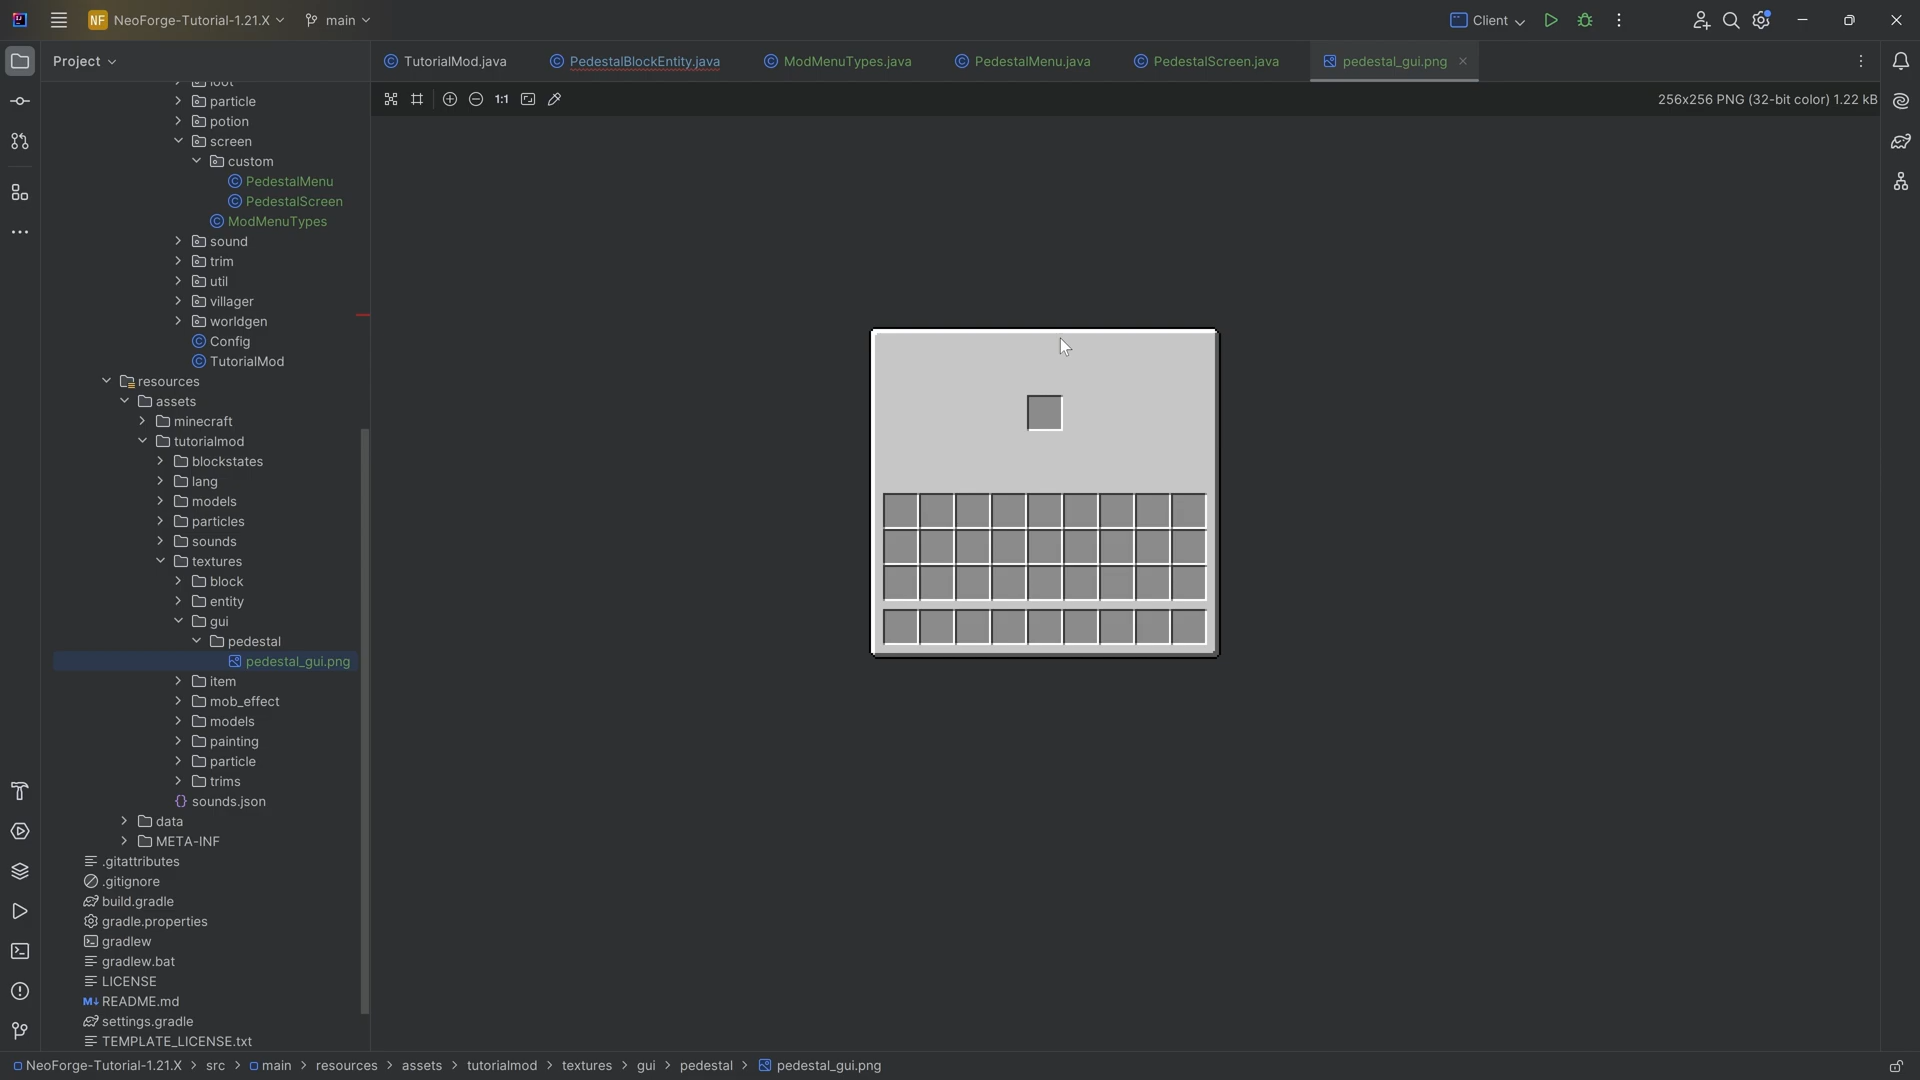 NF NeoForge-Tutorial-1.21.X main Client
Project
TutorialMod.java PedestalBlockEntity.java ModMenuTypes.java PedestalMenu.java PedestalScreen.java pedestal_gui.png
1:1 256x256 PNG (32-bit color) 1.22 kB
loot
particle
potion
screen
custom
PedestalMenu
PedestalScreen
ModMenuTypes
sound
trim
util
villager
worldgen
Config
TutorialMod
resources
assets
minecraft
tutorialmod
blockstates
lang
models
particles
sounds
textures
block
entity
gui
pedestal
pedestal_gui.png
item
mob_effect
models
painting
particle
trims
sounds.json
data
META-INF
.gitattributes
.gitignore
build.gradle
gradle.properties
gradlew
gradlew.bat
LICENSE
README.md
settings.gradle
TEMPLATE_LICENSE.txt
NeoForge-Tutorial-1.21.X > src > main > resources > assets > tutorialmod > textures > gui > pedestal > pedestal_gui.png